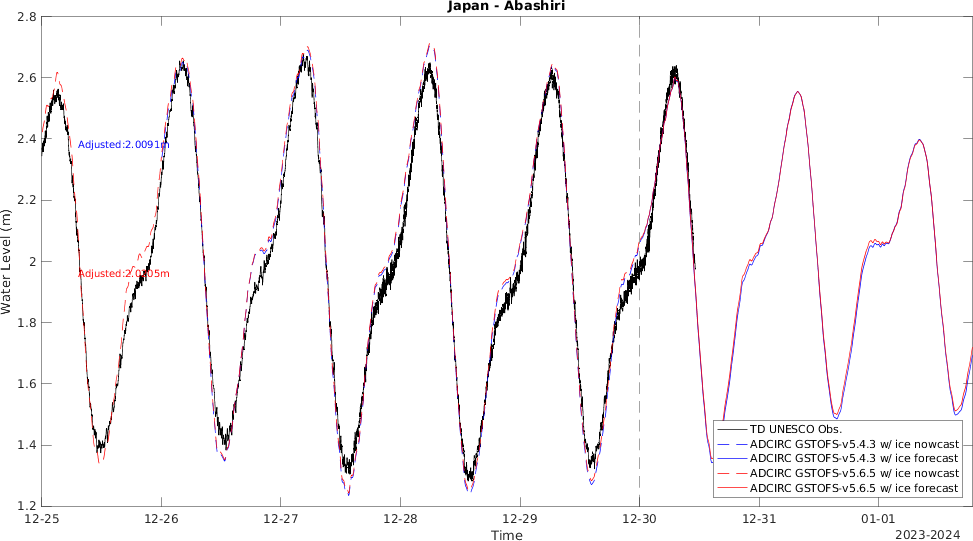 Japan - Abashiri
2.8
2.6
2.4
2.2
2
1.8
1.6
1.4
1.2
Water Level (m)
Adjusted:2.0091m
TD UNESCO Obs.
ADCIRC GSTOFS-v5.4.3 w/ ice nowcast
ADCIRC GSTOFS-v5.4.3 w/ ice forecast
ADCIRC GSTOFS-v5.6.5 w/ ice nowcast
ADCIRC GSTOFS-v5.6.5 w/ ice forecast
12-25
12-26
12-27
12-28
12-29
12-30
12-31
01-01
Time
2023-2024